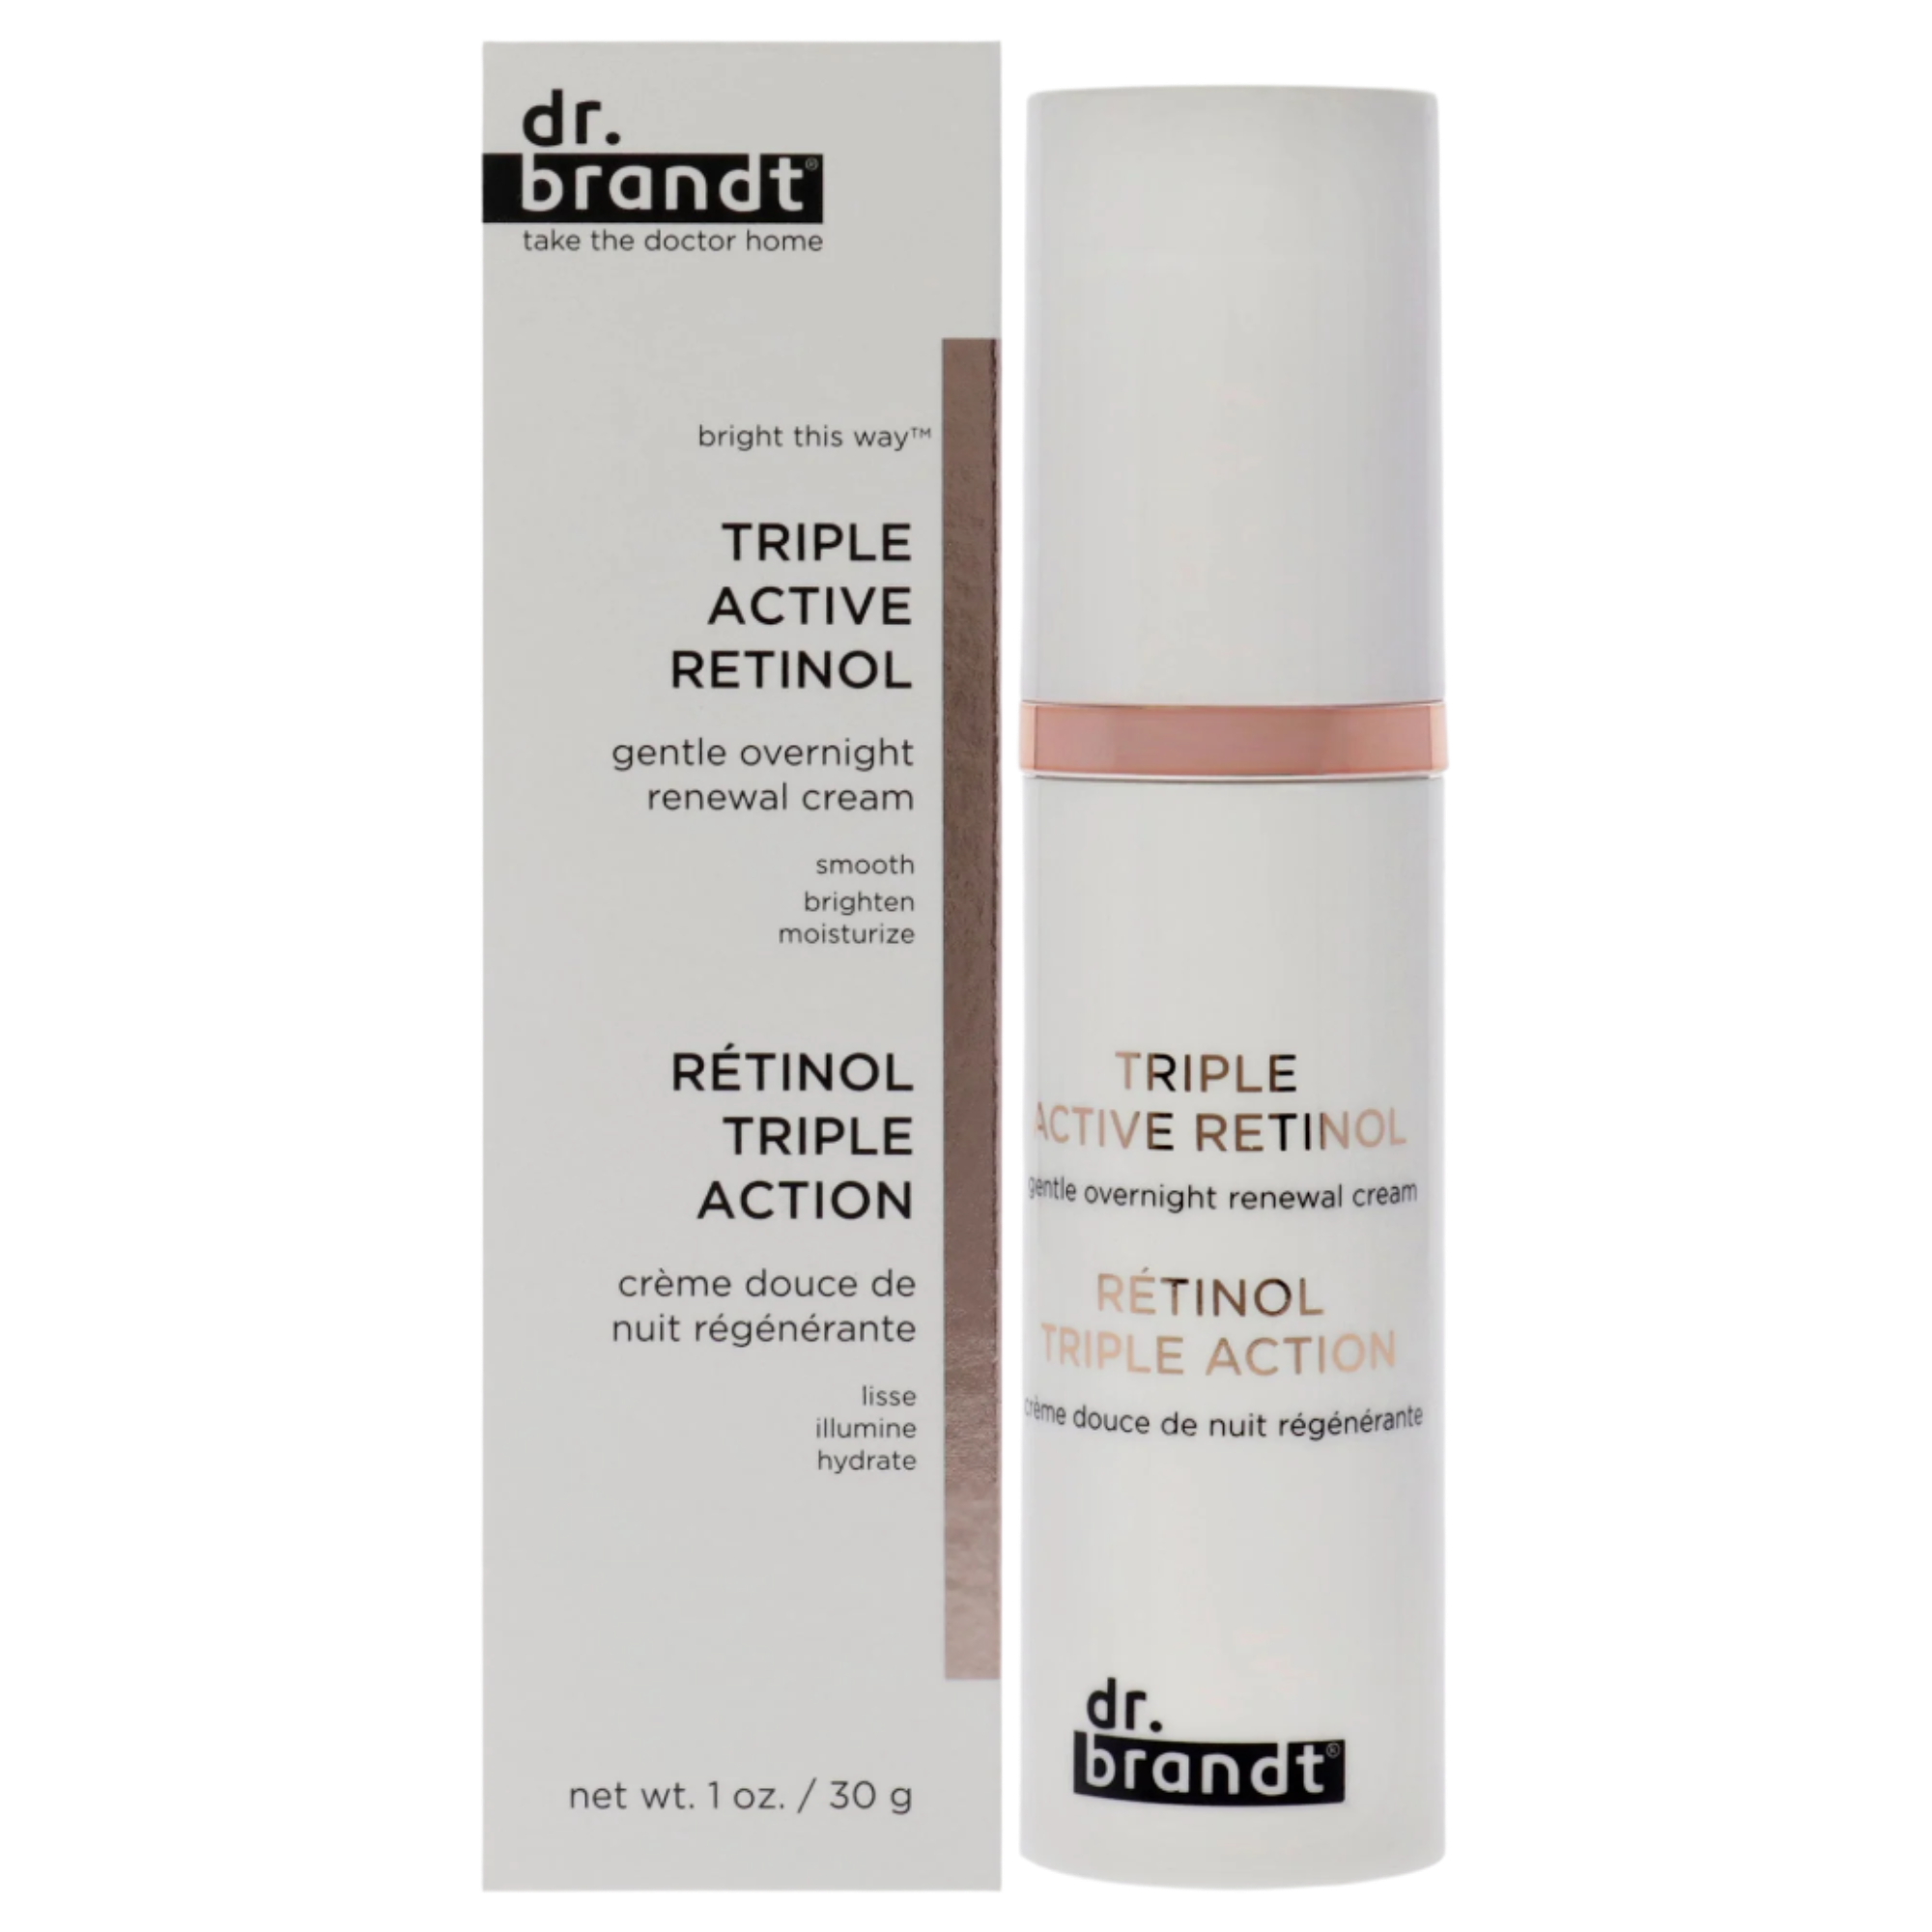 dr.
brandt®
take the doctor home
bright this way™
TRIPLE
ACTIVE
RETINOL
gentle overnight
renewal cream
smooth
brighten
moisturize
RÉTINOL
TRIPLE
ACTION
crème douce de
nuit régénérante
lisse
illumine
hydrate
net wt. 1 oz. / 30 g
TRIPLE
ACTIVE RETINOL
gentle overnight renewal cream
RÉTINOL
TRIPLE ACTION
crème douce de nuit régénérante
dr.
brandt®